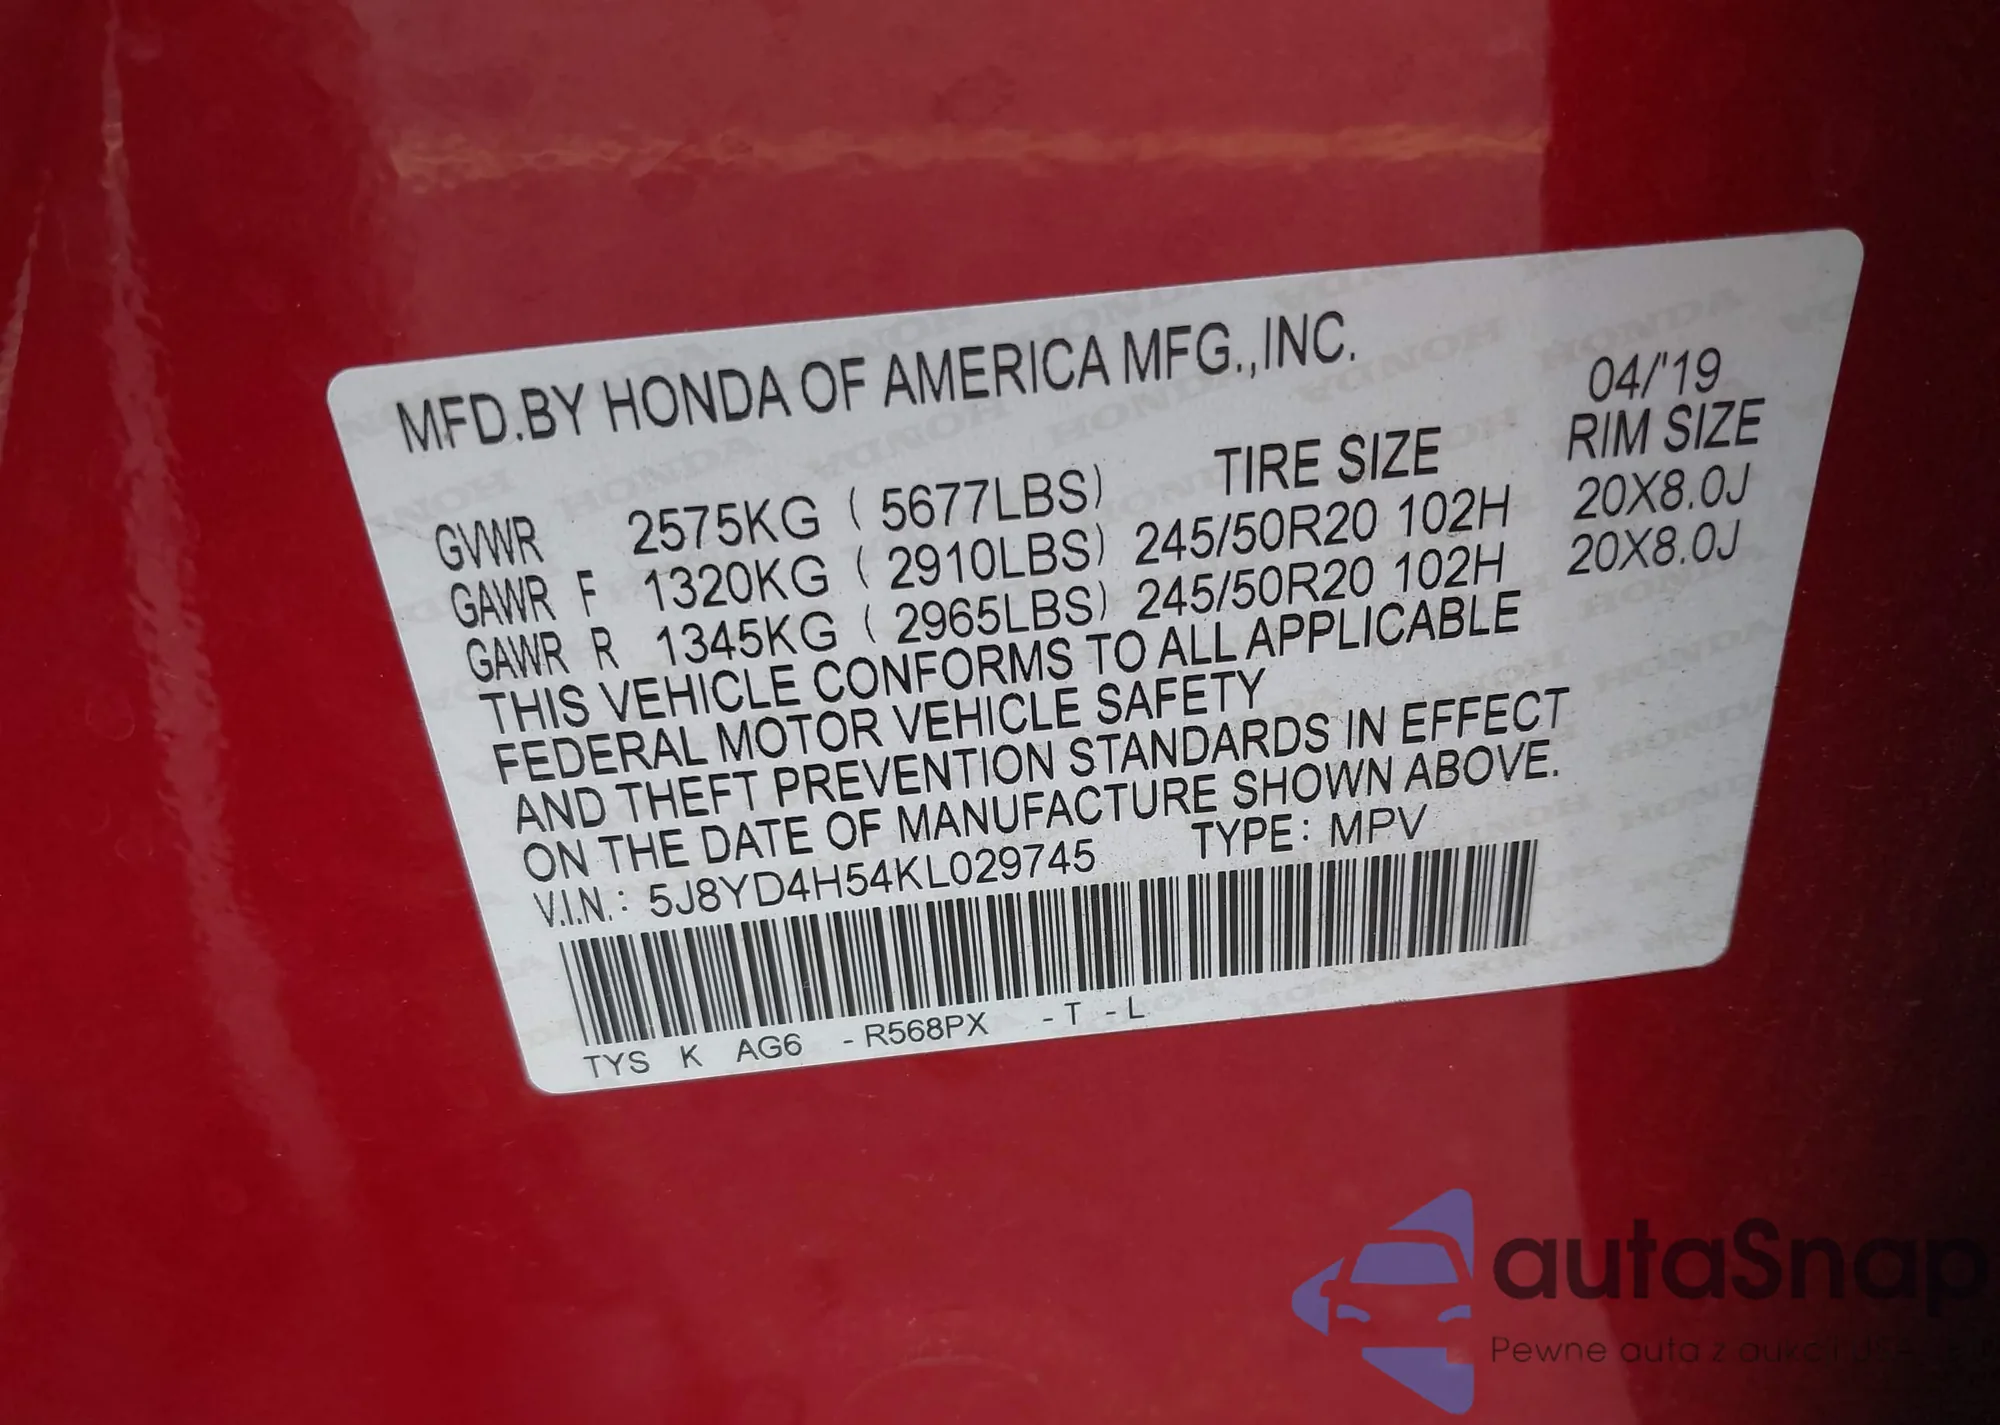 MFD.BY HONDA OF AMERICA MFG.,INC. 04/'19
TIRE SIZE RIM SIZE
GVWR 2575KG ( 5677LBS)
GAWR F 1320KG ( 2910LBS) 245/50R20 102H 20X8.0J
GAWR R 1345KG ( 2965LBS) 245/50R20 102H 20X8.0J
THIS VEHICLE CONFORMS TO ALL APPLICABLE
FEDERAL MOTOR VEHICLE SAFETY
AND THEFT PREVENTION STANDARDS IN EFFECT
ON THE DATE OF MANUFACTURE SHOWN ABOVE.
V.I.N.: 5J8YD4H54KL029745 TYPE: MPV
TYS K AG6 -R568PX -T -L
autaSnap
Pewne auta z